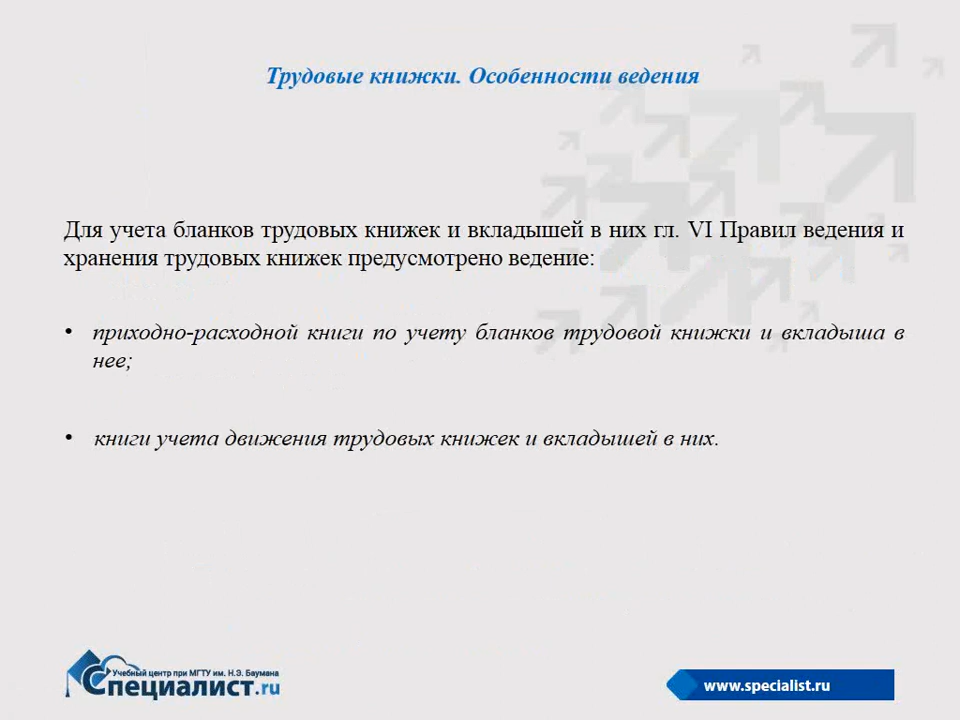 Трудовые книжки. Особенности ведения
Для учета бланков трудовых книжек и вкладышей в них гл. VI Правил ведения и
хранения трудовых книжек предусмотрено ведение:
• приходно-расходной книги по учету бланков трудовой книжки и вкладыша в
нее;
• книги учета движения трудовых книжек и вкладышей в них.
Учебный центр при МГТУ им. Н.Э. Баумана
Специалист.ru
www.specialist.ru